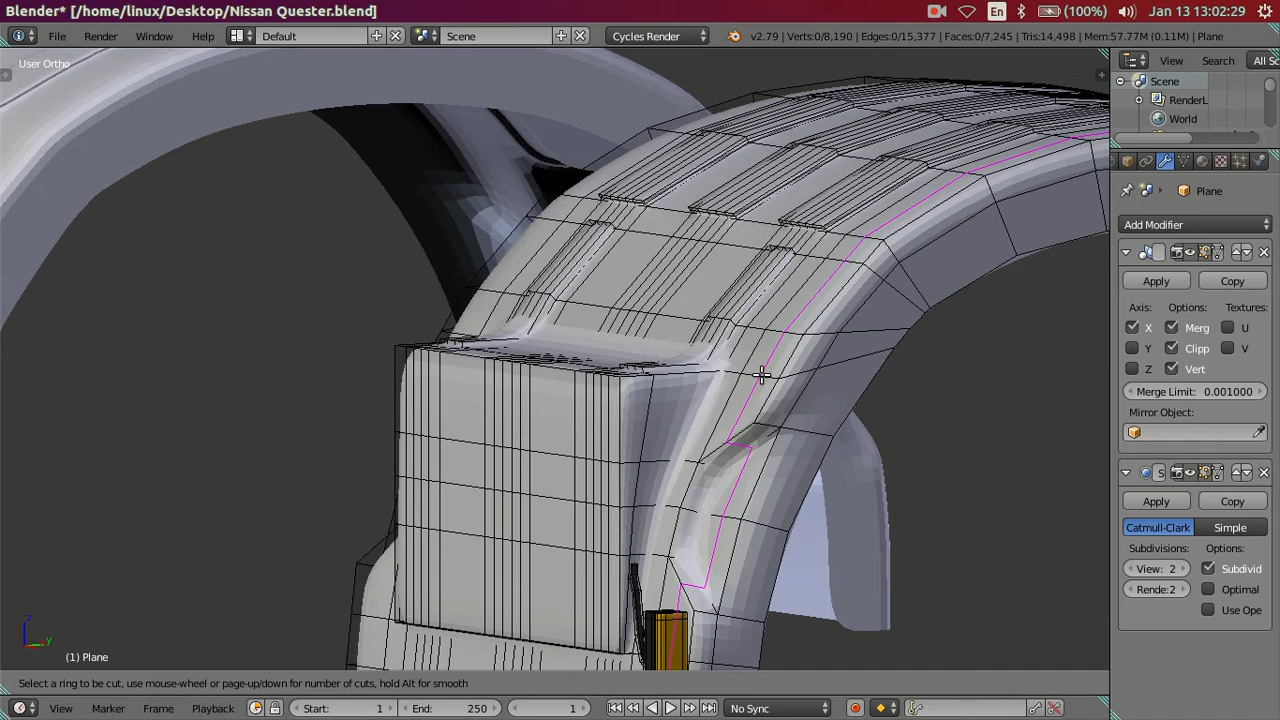 Blender* [/home/linux/Desktop/Nissan Quester.blend]
En
(100%)
Jan 13 13:02:29
File
Render
Window
Help
Default
Scene
Cycles Render
v2.79 | Verts:0/8,190 | Edges:0/15,377 | Faces:0/7,245 | Tris:14,498 | Mem:57.77M (0.11M) | Plane
User Ortho
View
Search
All Sc
Scene
RenderL
World
Plane
Add Modifier
Apply
Copy
Axis:
Options:
Textures:
X
Merg
U
Y
Clipp
V
Z
Vert
Merge Limit: 0.001000
Mirror Object:
S
Apply
Copy
Catmull-Clark
Simple
Subdivisions:
Options:
View: 2
Subdivid
Rende:2
Optimal
Use Ope
z
y
(1) Plane
Select a ring to be cut, use mouse-wheel or page-up/down for number of cuts, hold Alt for smooth
View
Marker
Frame
Playback
Start: 1
End: 250
1
No Sync